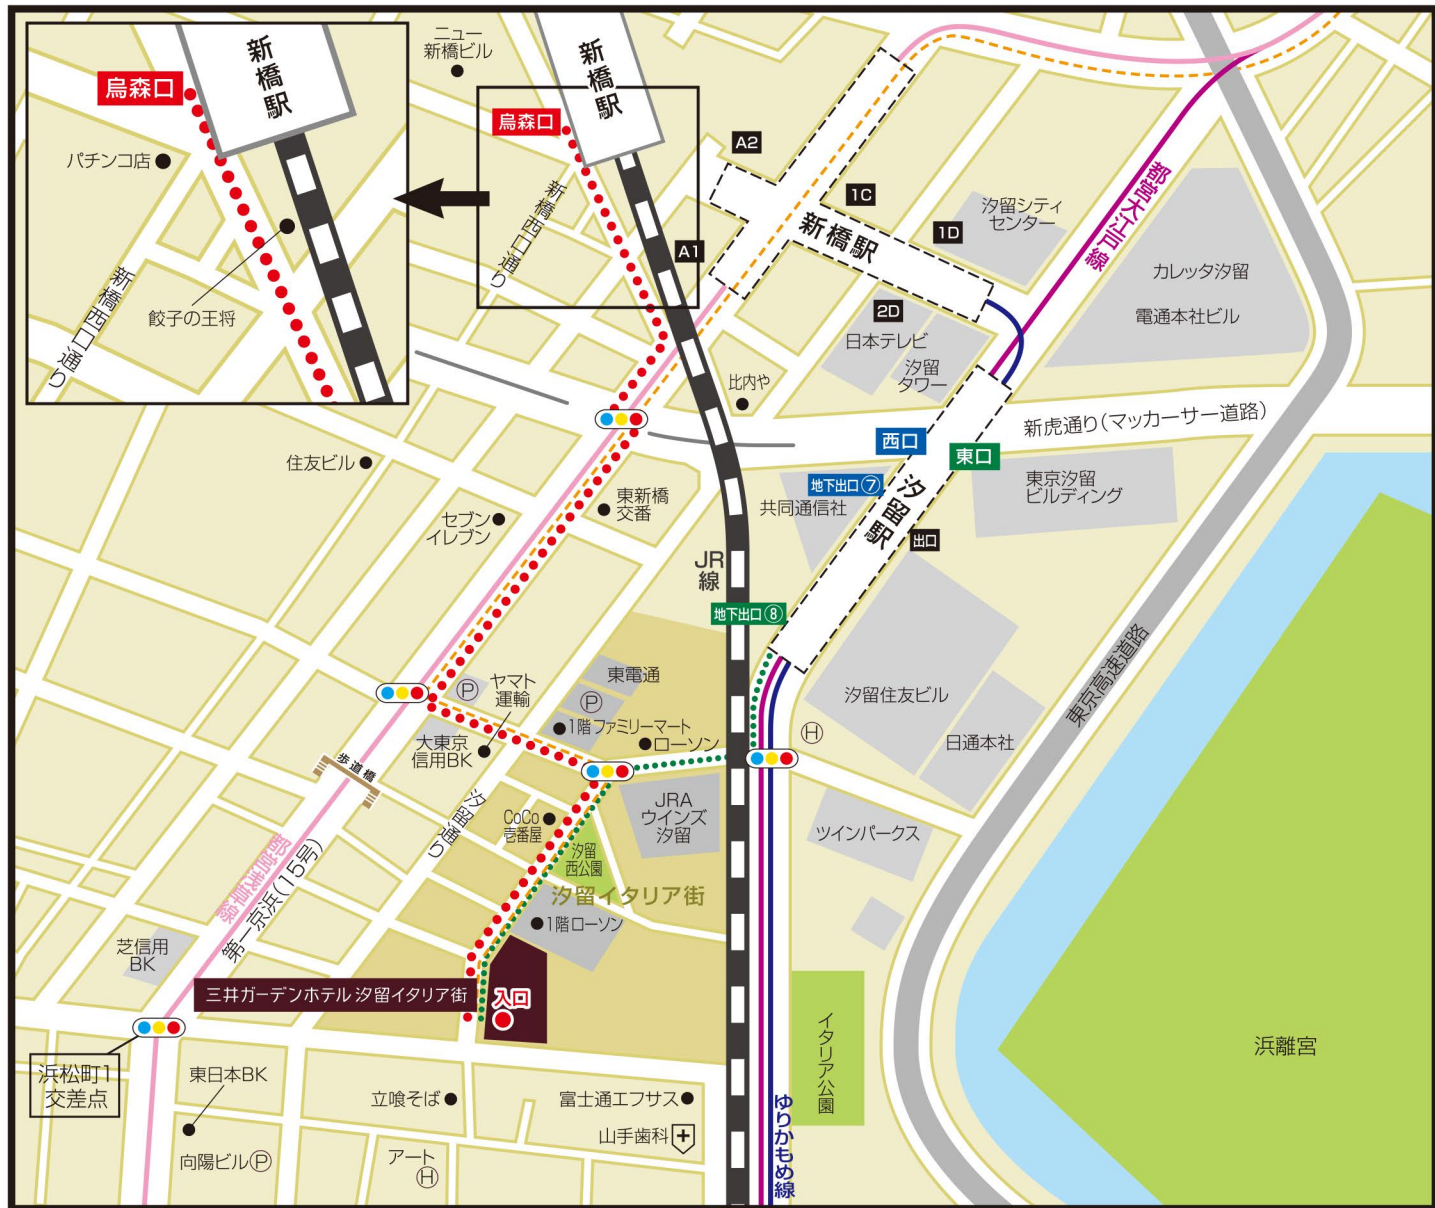 新橋駅
烏森口
パチンコ店
餃子の王将
新橋西口通り
ニュー
新橋ビル
新橋駅
烏森口
新橋西口通り
A1
A2
1C
1D
2D
新橋駅
汐留シティ
センター
都営大江戸線
カレッタ汐留
電通本社ビル
日本テレビ
汐留
タワー
比内や
新虎通り(マッカーサー道路)
西口
東口
地下出口⑦
共同通信社
汐留駅
出口
東京汐留
ビルディング
住友ビル
セブン
イレブン
東新橋
交番
JR
線
地下出口⑧
東電通
Ⓟ
Ⓟ
ヤマト
運輸
1階ファミリーマート
ローソン
大東京
信用BK
歩道橋
汐留通り
CoCo
壱番屋
JRA
ウインズ
汐留
汐留
西公園
汐留イタリア街
1階ローソン
Ⓗ
汐留住友ビル
日通本社
東京高速道路
ツインパークス
都営浅草線
第一京浜(15号)
芝信用
BK
三井ガーデンホテル 汐留イタリア街
入口
浜松町1
交差点
東日本BK
向陽ビルⓅ
立喰そば
アート
Ⓗ
富士通エフサス
山手歯科
ゆりかもめ線
イタリア公園
浜離宮